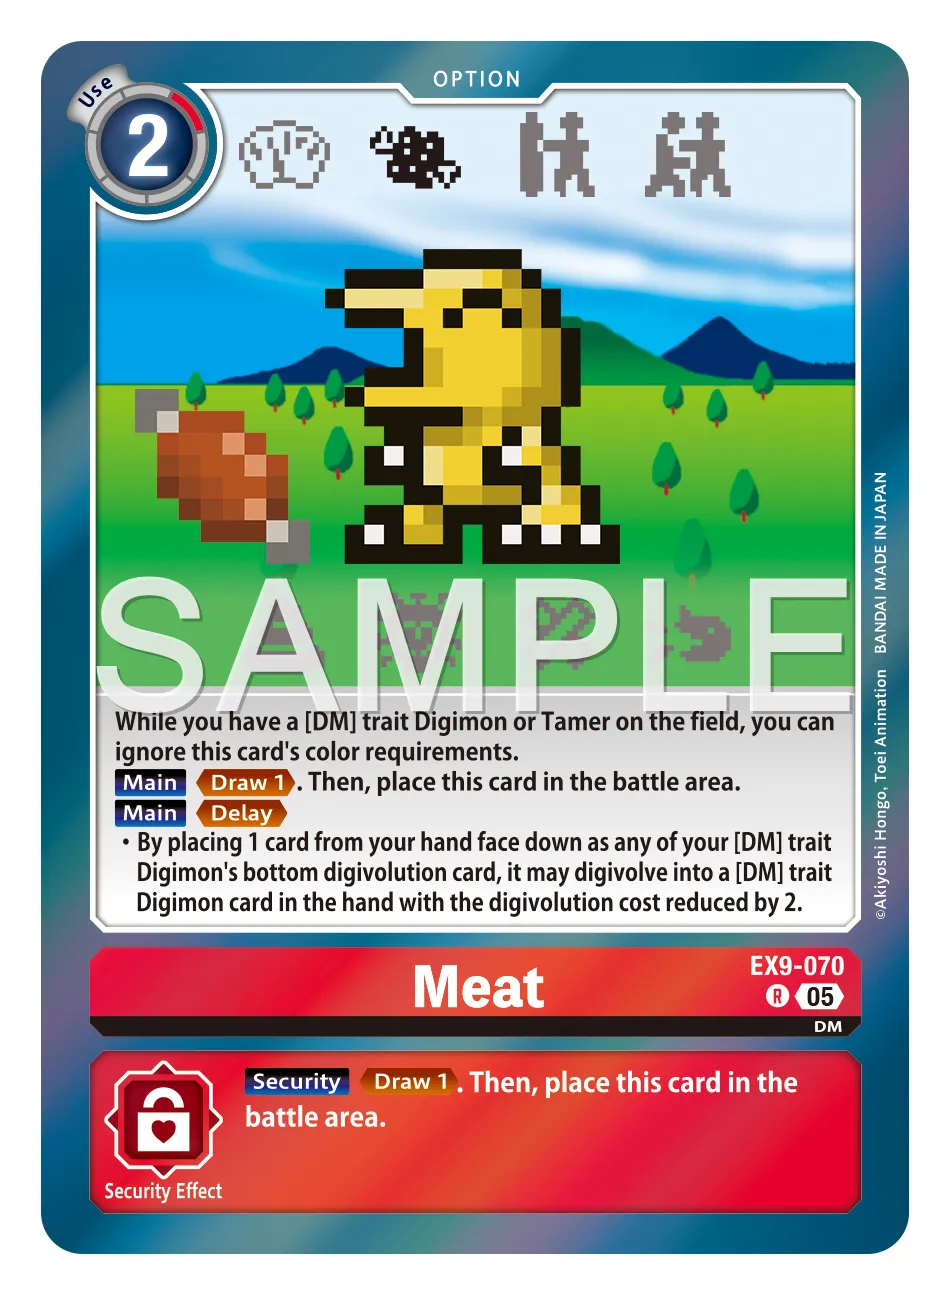 OPTION
Use
2
SAMPLE
While you have a [DM] trait Digimon or Tamer on the field, you can
ignore this card's color requirements.
Main Draw 1. Then, place this card in the battle area.
Main Delay
・By placing 1 card from your hand face down as any of your [DM] trait
Digimon's bottom digivolution card, it may digivolve into a [DM] trait
Digimon card in the hand with the digivolution cost reduced by 2.
©Akiyoshi Hongo, Toei Animation BANDAI MADE IN JAPAN
Meat
EX9-070
R 05
DM
Security Draw 1. Then, place this card in the
battle area.
Security Effect